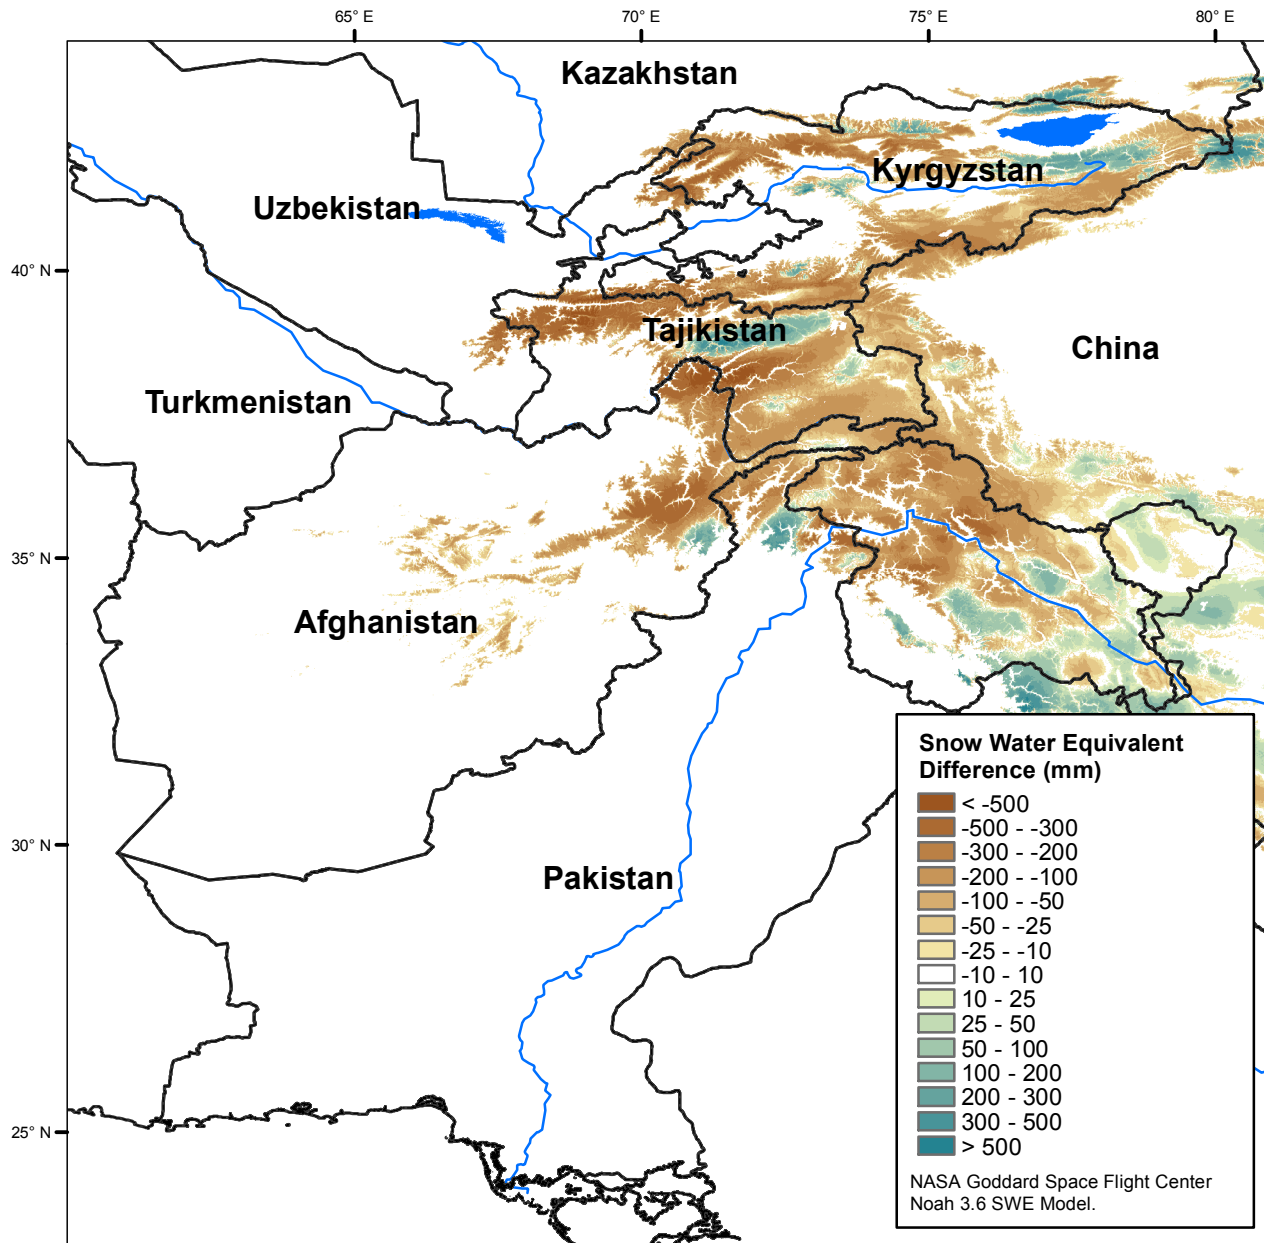 65° E
70° E
75° E
80° E
Kazakhstan
Kyrgyzstan
Uzbekistan
40° N
Tajikistan
China
Turkmenistan
35° N
Afghanistan
Snow Water Equivalent
Difference (mm)
< -500
-500 - -300
-300 - -200
-200 - -100
-100 - -50
-50 - -25
-25 - -10
-10 - 10
10 - 25
25 - 50
50 - 100
100 - 200
200 - 300
300 - 500
> 500
30° N
Pakistan
25° N
NASA Goddard Space Flight Center
Noah 3.6 SWE Model.